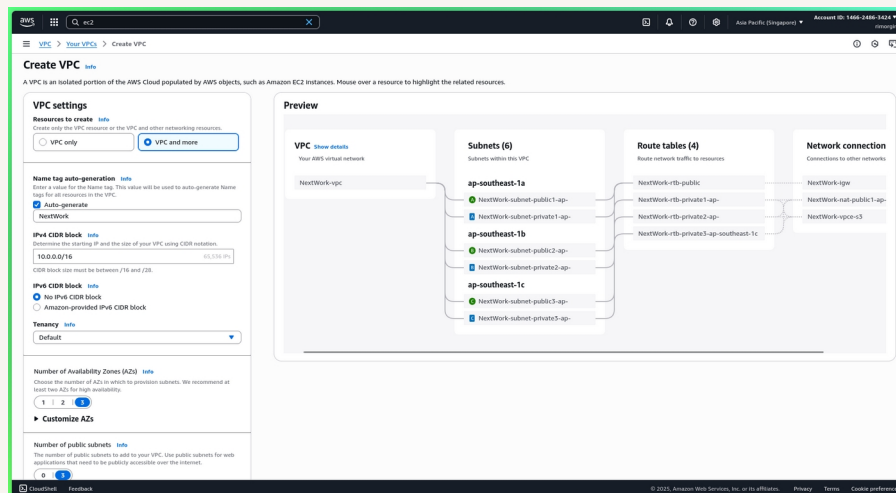 aws
ec2
Asia Pacific (Singapore)
Account ID: 1466-2486-3424
VPC > Your VPCs > Create VPC
Create VPC Info
A VPC is an isolated portion of the AWS Cloud populated by AWS objects, such as Amazon EC2 instances. Mouse over a resource to highlight the related resources.
VPC settings
Resources to create Info
Create only the VPC resource or the VPC and other networking resources.
VPC only
VPC and more
Name tag auto-generation Info
Enter a value for the Name tag. This value will be used to auto-generate Name
tags for all resources in the VPC.
Auto-generate
NextWork
IPv4 CIDR block Info
Determine the starting IP and the size of your VPC using CIDR notation.
10.0.0.0/16
65,536 IPs
CIDR block size must be between /16 and /28.
IPv6 CIDR block Info
No IPv6 CIDR block
Amazon-provided IPv6 CIDR block
Tenancy Info
Default
Number of Availability Zones (AZs) Info
Choose the number of AZs in which to provision subnets. We recommend at
least two AZs for high availability.
1 2 3
Customize AZs
Number of public subnets Info
The number of public subnets to add to your VPC. Use public subnets for web
applications that need to be publicly accessible over the internet.
0 3
Preview
VPC Show details
Your AWS virtual network
NextWork-vpc
Subnets (6)
Subnets within this VPC
ap-southeast-1a
A NextWork-subnet-public1-ap-
A NextWork-subnet-private1-ap-
ap-southeast-1b
B NextWork-subnet-public2-ap-
B NextWork-subnet-private2-ap-
ap-southeast-1c
C NextWork-subnet-public3-ap-
C NextWork-subnet-private3-ap-
Route tables (4)
Route network traffic to resources
NextWork-rtb-public
NextWork-rtb-private1-ap-
NextWork-rtb-private2-ap-
NextWork-rtb-private3-ap-southeast-1c
Network connection
Connections to other networks
NextWork-igw
NextWork-nat-public1-ap-
NextWork-vpce-s3
CloudShell Feedback
© 2025, Amazon Web Services, Inc. or its affiliates. Privacy Terms Cookie preference